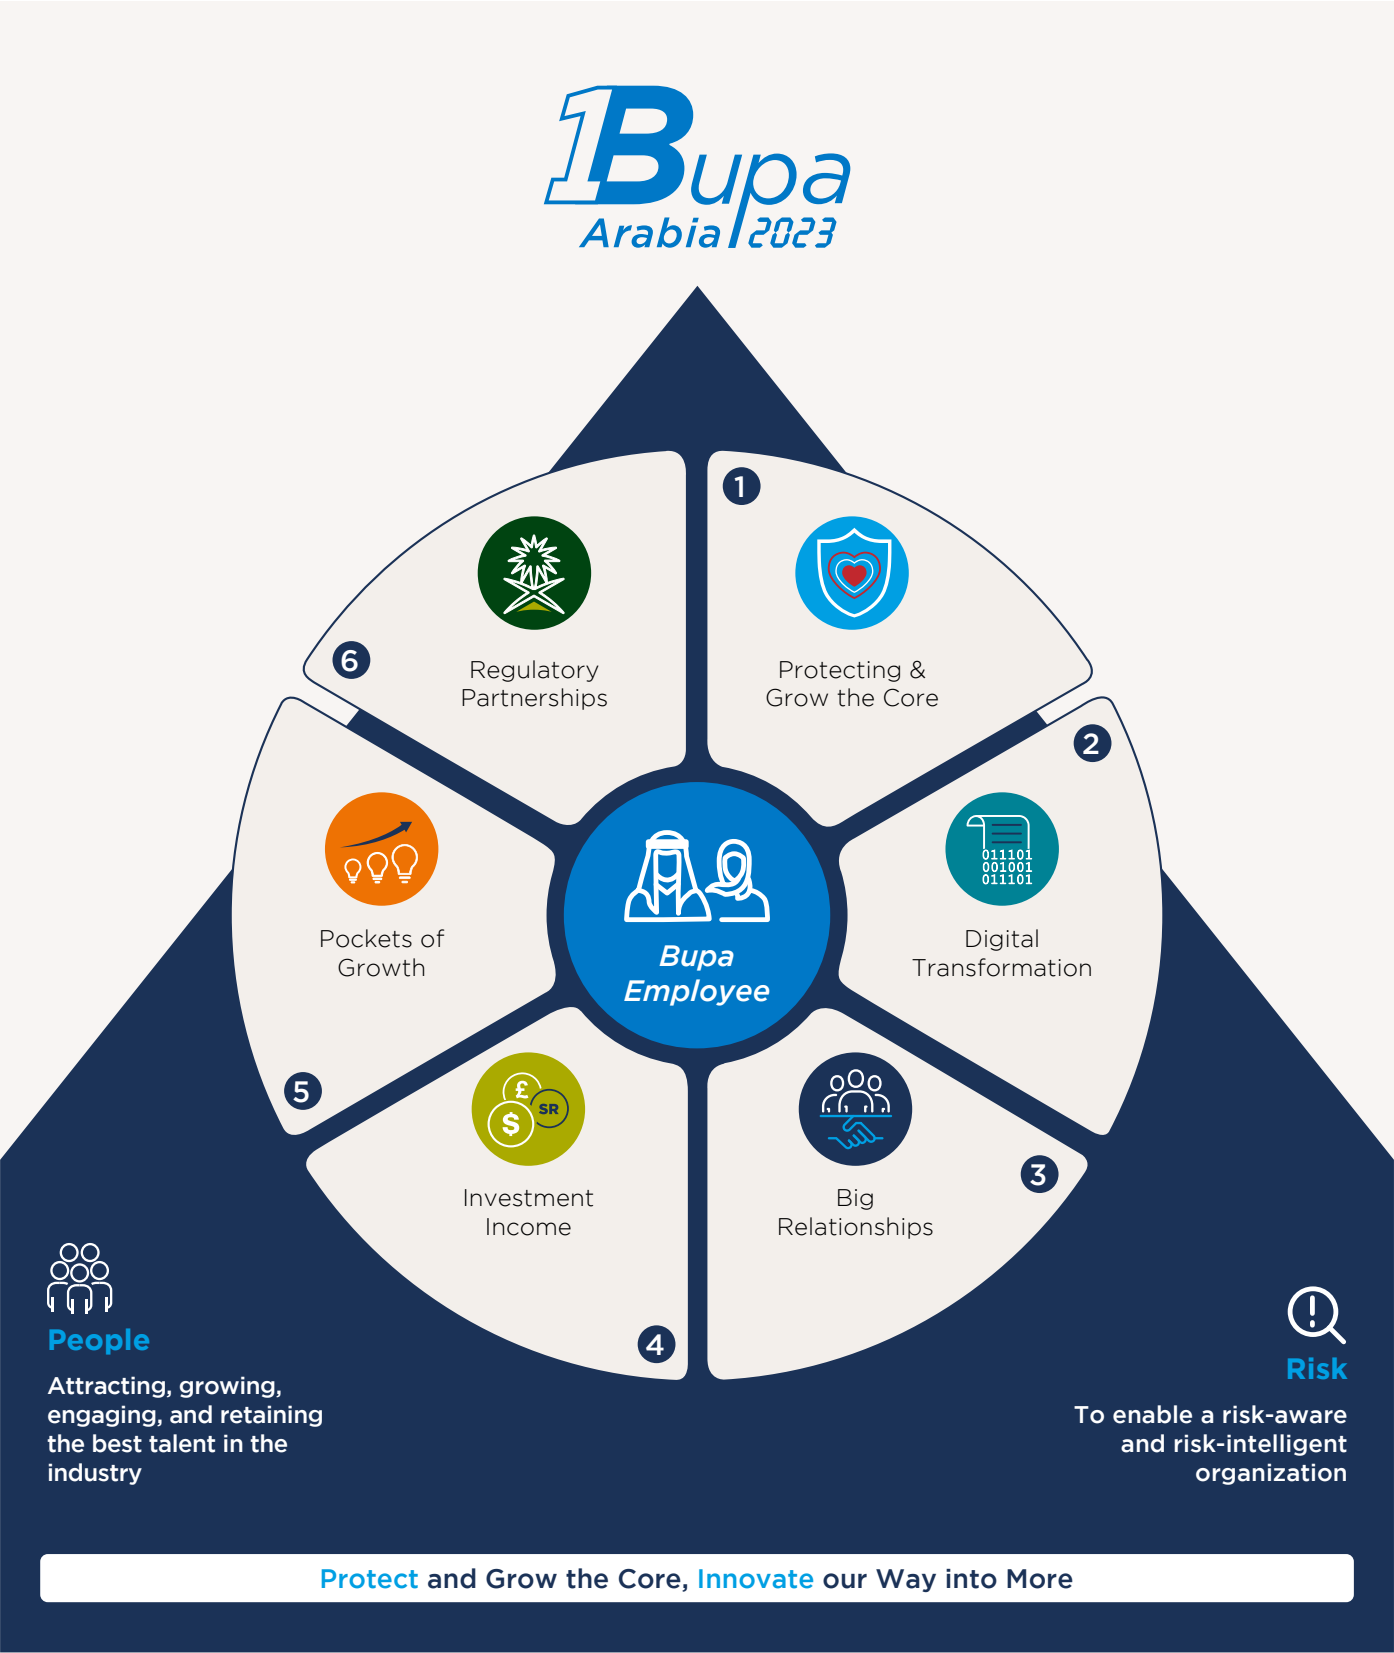 1Bupa
Arabia 2023
1
Protecting &
Grow the Core
2
011101
001001
011101
Digital
Transformation
3
Big
Relationships
4
£
$
SR
Investment
Income
5
Pockets of
Growth
6
Regulatory
Partnerships
Bupa
Employee
People
Attracting, growing,
engaging, and retaining
the best talent in the
industry
Risk
To enable a risk-aware
and risk-intelligent
organization
Protect and Grow the Core, Innovate our Way into More